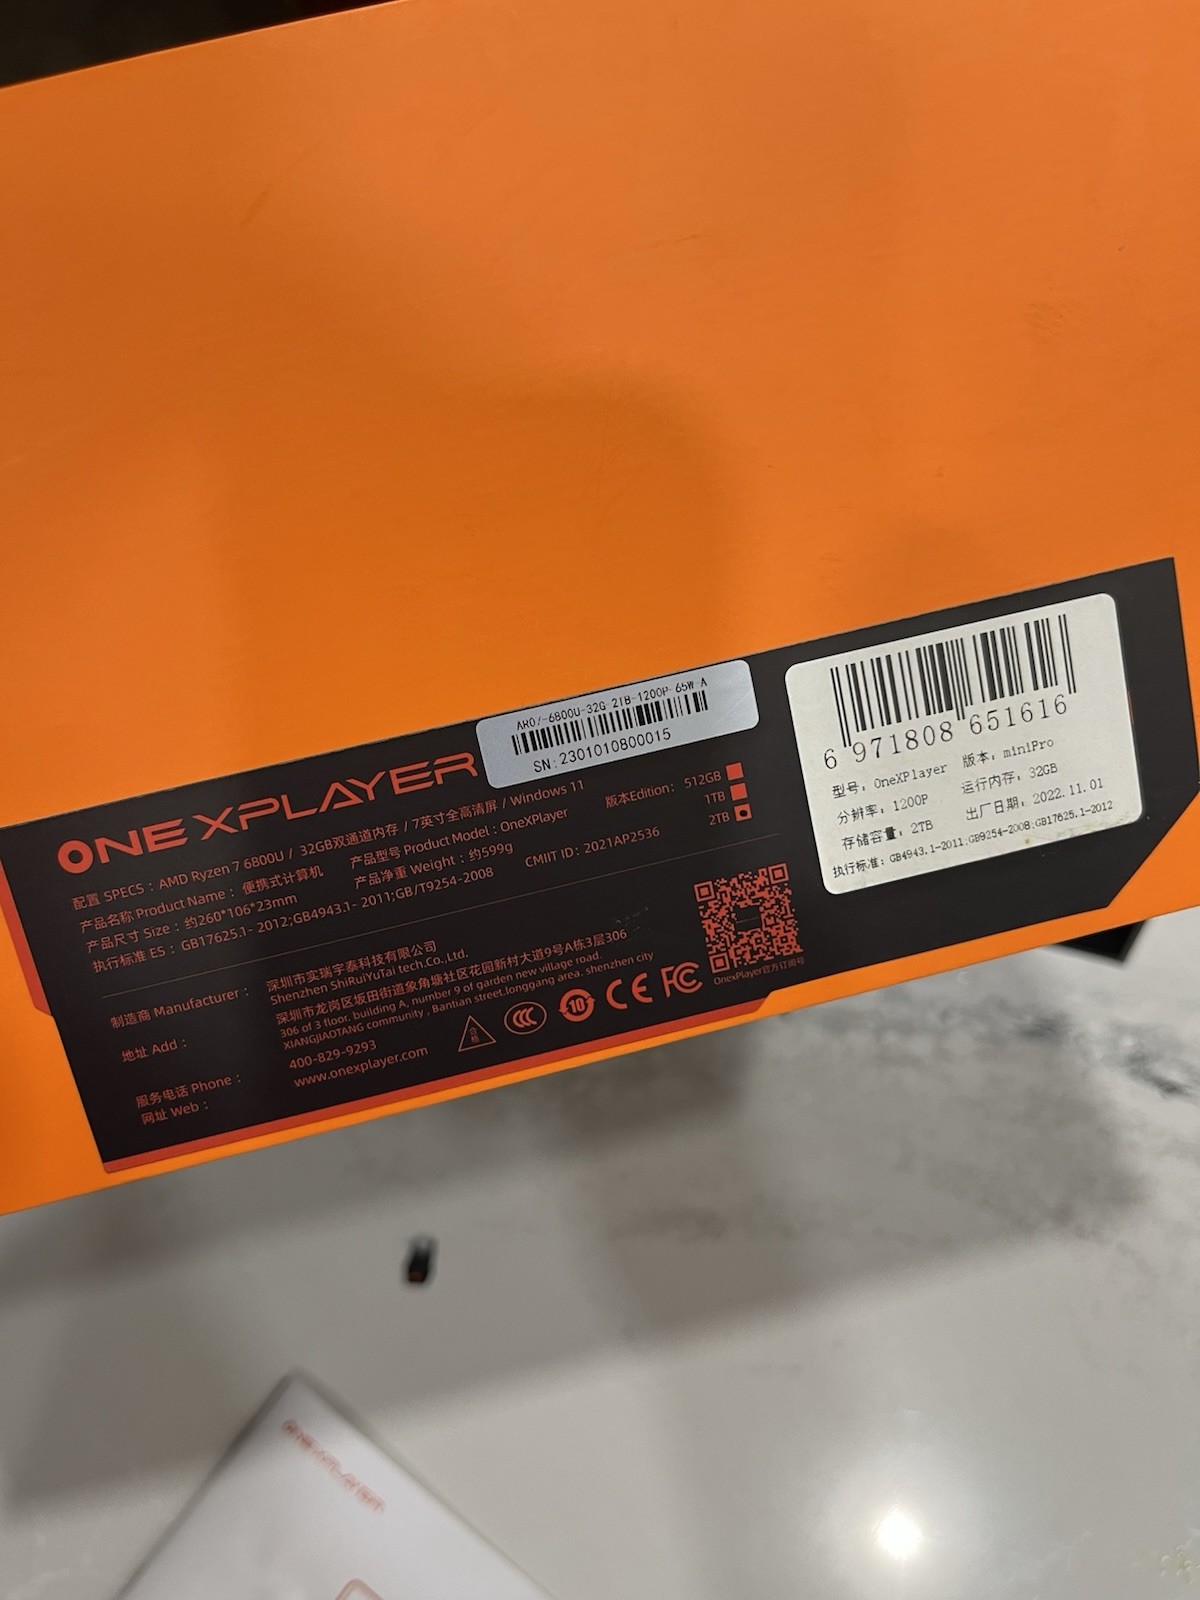 AR07-6800U-32G-2TB-1200P-65W-A
SN:2301010800015
ONEXPLAYER
配置 SPECS：AMD Ryzen 7 6800U / 32GB双通道内存 / 7英寸全高清屏 / Windows 11
产品名称 Product Name：便携式计算机
产品型号 Product Model：OneXPlayer
产品尺寸 Size：约260*106*23mm
产品净重 Weight：约599g
执行标准 ES：GB17625.1- 2012;GB4943.1- 2011;GB/T9254-2008
CMIIT ID：2021AP2536
版本Edition：512GB
1TB
2TB
制造商 Manufacturer：
深圳市实瑞宇泰科技有限公司
Shenzhen ShiRuiYuTai tech.Co.,Ltd.
地址 Add：
深圳市龙岗区坂田街道象角塘社区花园新村大道9号A栋3层306
306 of 3 floor, building A, number 9 of garden new village road.
XIANGJIAOTANG community , Bantian street.longgang area. shenzhen city
服务电话 Phone：
400-829-9293
网址 Web：
www.onexplayer.com
合格
CCC
10
CE
FC
OnexPlayer官方订阅号
6 971808 651616
型号：OneXPlayer
版本：miniPro
分辨率：1200P
运行内存：32GB
存储容量：2TB
出厂日期：2022.11.01
执行标准：GB4943.1-2011;GB9254-2008;GB17625.1-2012
ONEXPLAYER